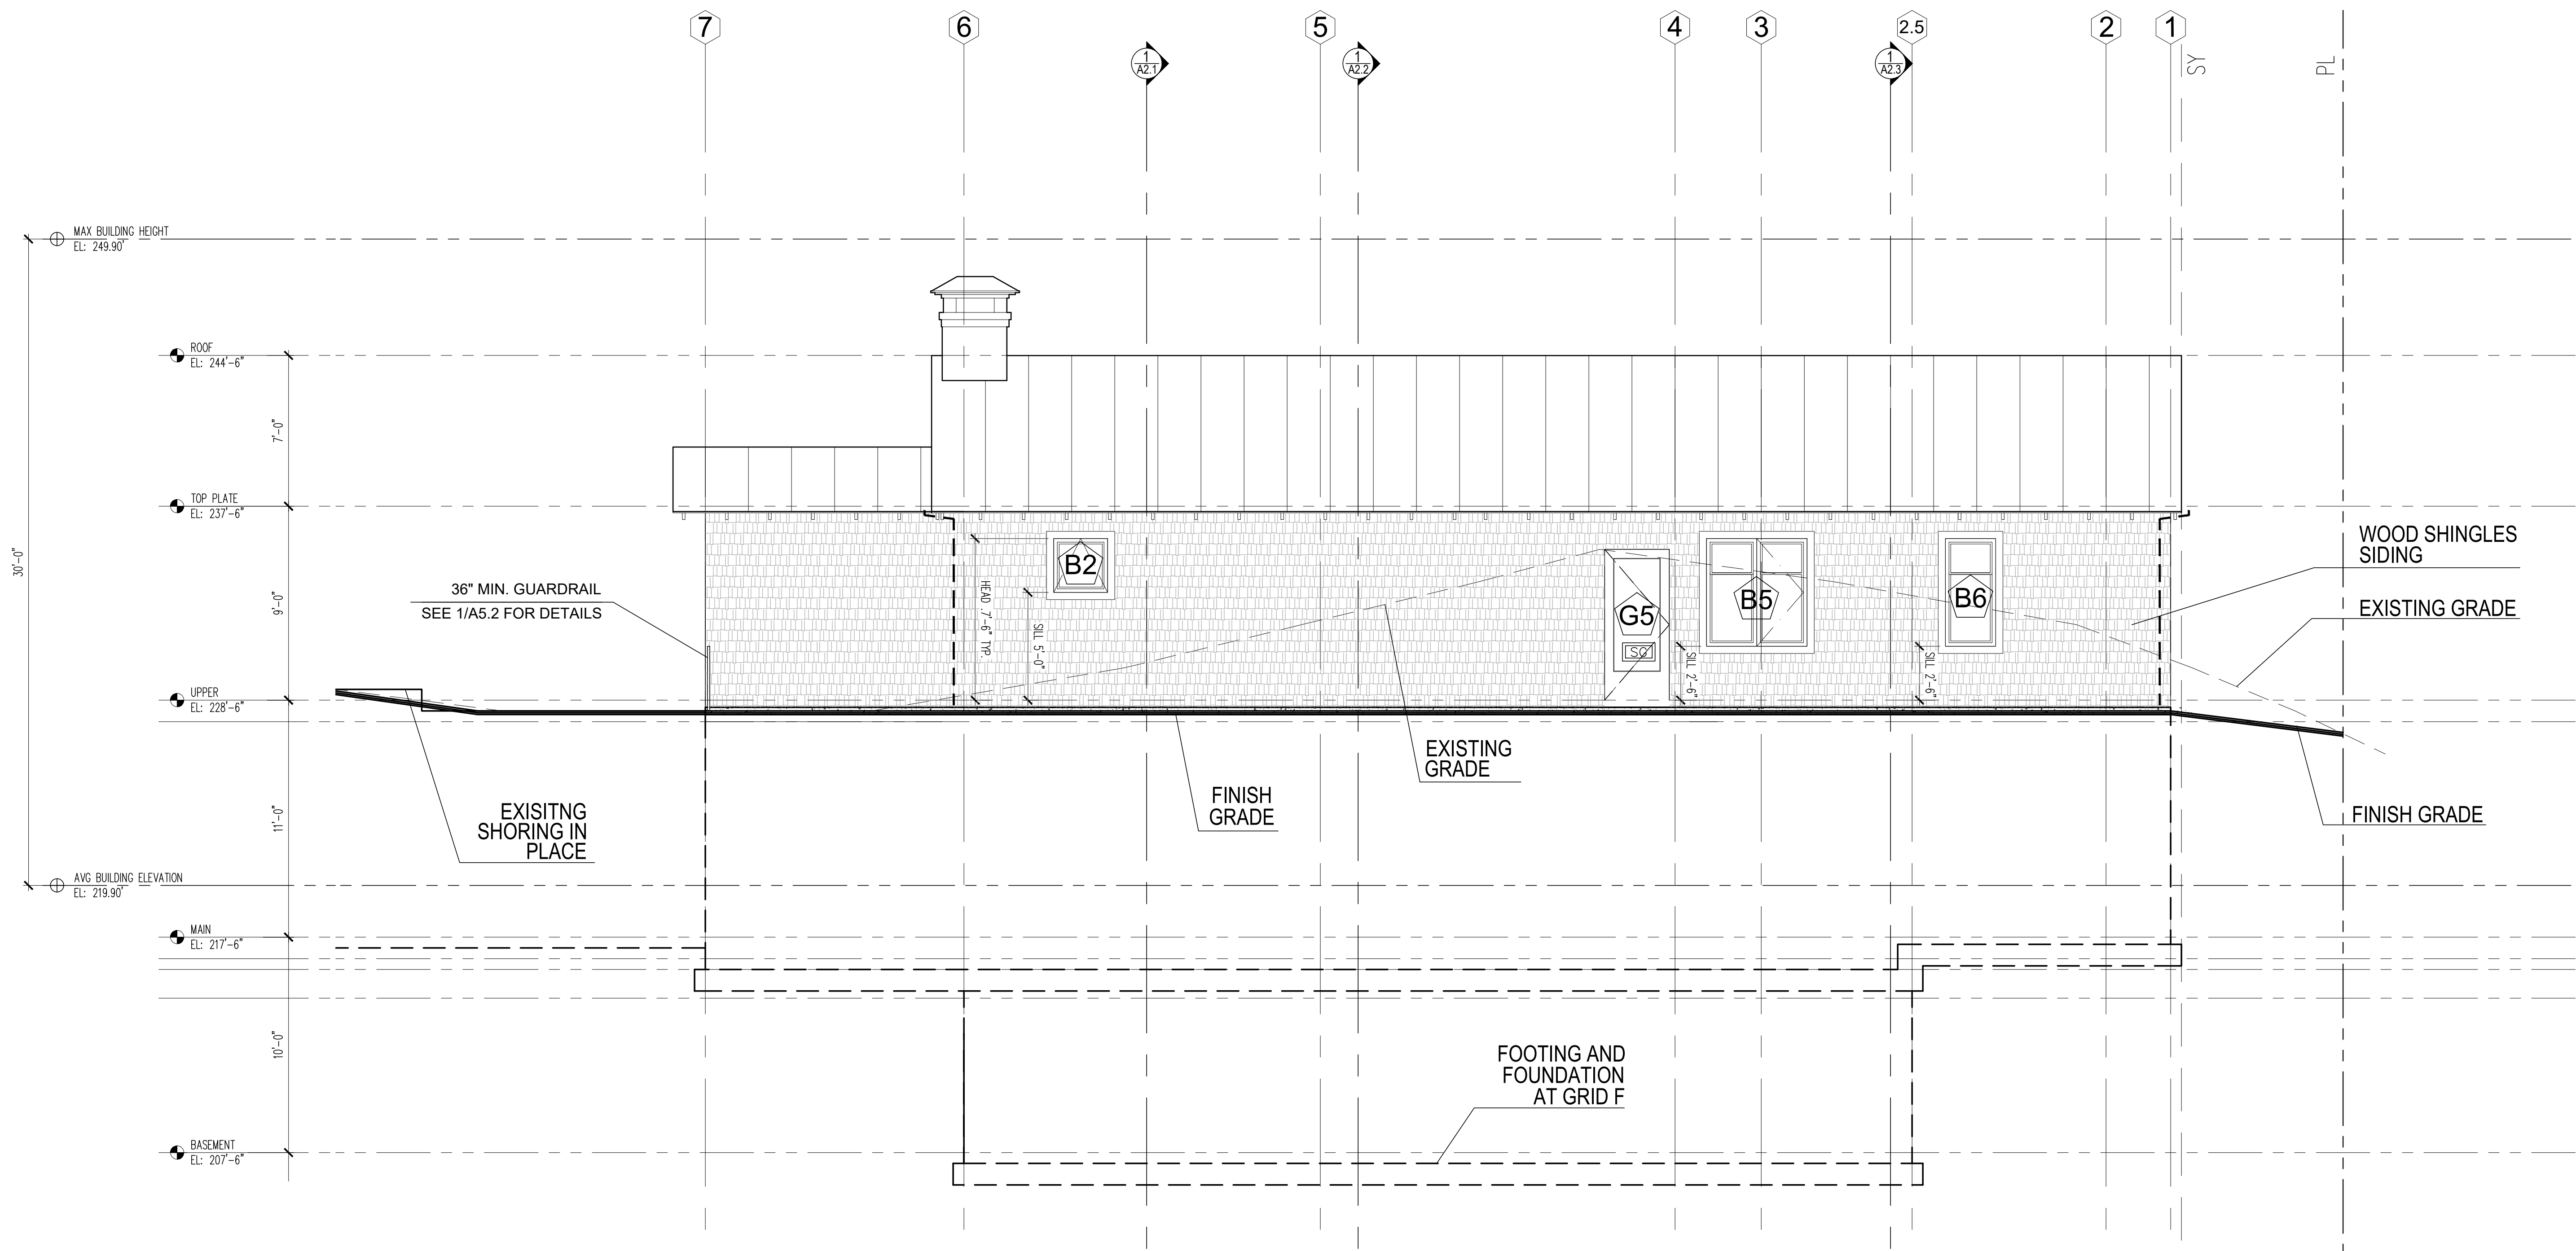 7
6
5
4
3
2.5
2
1
1
A2.1
1
A2.2
1
A2.3
SY
PL
MAX BUILDING HEIGHT
EL: 249.90'
ROOF
EL: 244'-6"
7'-0"
TOP PLATE
EL: 237'-6"
30'-0"
9'-0"
36" MIN. GUARDRAIL
SEE 1/A5.2 FOR DETAILS
B2
HEAD .7'-6" TYP.
SILL 5'-0"
G5
SG
B5
SILL 2'-6"
B6
SILL 2'-6"
WOOD SHINGLES
SIDING
EXISTING GRADE
UPPER
EL: 228'-6"
EXISTING
GRADE
FINISH
GRADE
EXISITNG
SHORING IN
PLACE
11'-0"
FINISH GRADE
AVG BUILDING ELEVATION
EL: 219.90'
MAIN
EL: 217'-6"
10'-0"
FOOTING AND
FOUNDATION
AT GRID F
BASEMENT
EL: 207'-6"